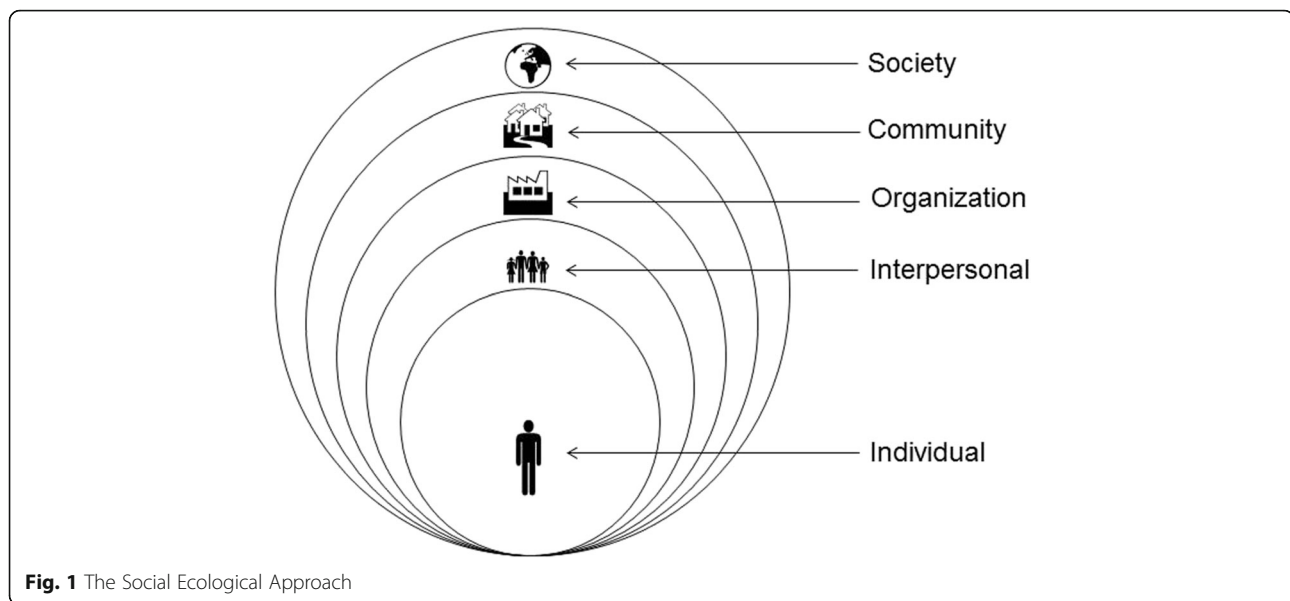 Society
Community
Organization
Interpersonal
Individual
Fig. 1 The Social Ecological Approach